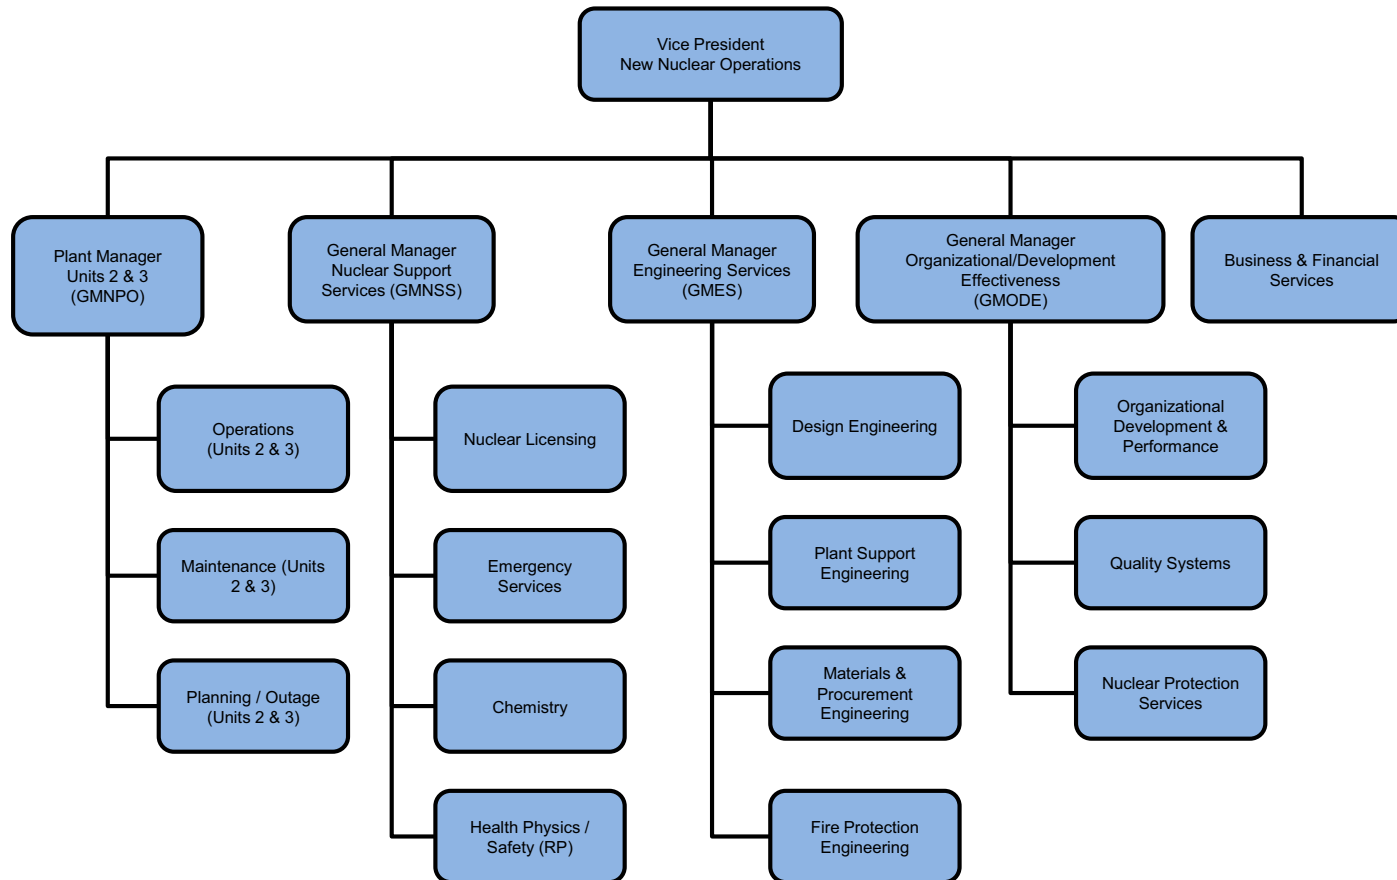 Vice President
New Nuclear Operations
Plant Manager
Units 2 & 3
(GMNPO)
General Manager
Nuclear Support
Services (GMNSS)
General Manager
Engineering Services
(GMES)
General Manager
Organizational/Development
Effectiveness
(GMODE)
Business & Financial
Services
Operations
(Units 2 & 3)
Maintenance (Units
2 & 3)
Planning / Outage
(Units 2 & 3)
Nuclear Licensing
Emergency
Services
Chemistry
Health Physics /
Safety (RP)
Design Engineering
Plant Support
Engineering
Materials &
Procurement
Engineering
Fire Protection
Engineering
Organizational
Development &
Performance
Quality Systems
Nuclear Protection
Services